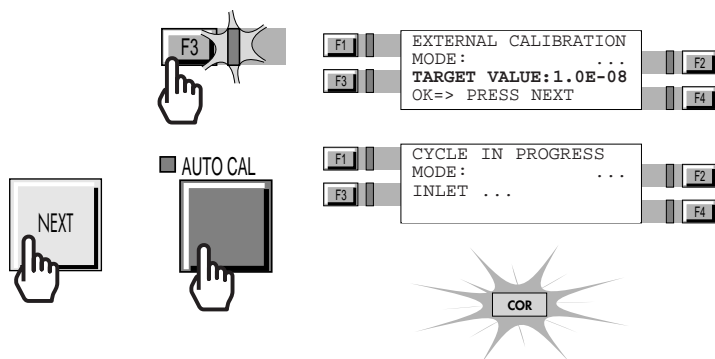 F3
F1
EXTERNAL CALIBRATION
MODE: ...
F2
F3
TARGET VALUE:1.0E-08
OK=> PRESS NEXT
F4
AUTO CAL
NEXT
F1
CYCLE IN PROGRESS
MODE: ...
F2
F3
INLET ...
F4
COR